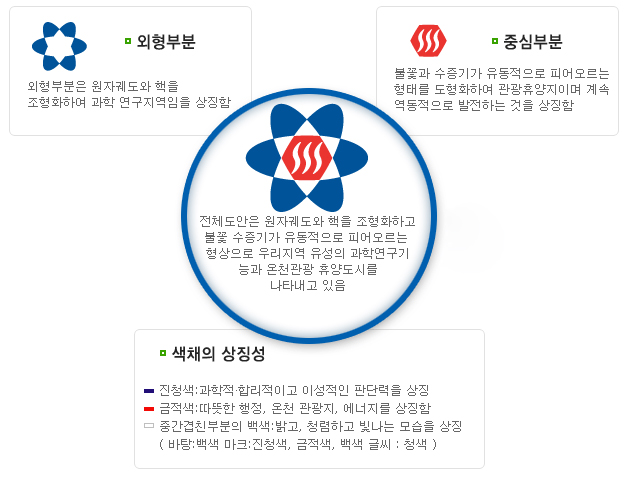 외형부분
외형부분은 원자궤도와 핵을
조형화하여 과학 연구지역임을 상징함
중심부분
불꽃과 수증기가 유동적으로 피어오르는
형태를 도형화하여 관광휴양지이며 계속
역동적으로 발전하는 것을 상징함
전체도안은 원자궤도와 핵을 조형화하고
불꽃 수증기가 유동적으로 피어오르는
형상으로 우리지역 유성의 과학연구기
능과 온천관광 휴양도시를
나타내고 있음
색채의 상징성
진청색:과학적·합리적이고 이성적인 판단력을 상징
금적색:따뜻한 행정, 온천 관광지, 에너지를 상징함
중간겹친부분의 백색:밝고, 청렴하고 빛나는 모습을 상징
( 바탕:백색 마크:진청색, 금적색, 백색 글씨 : 청색 )